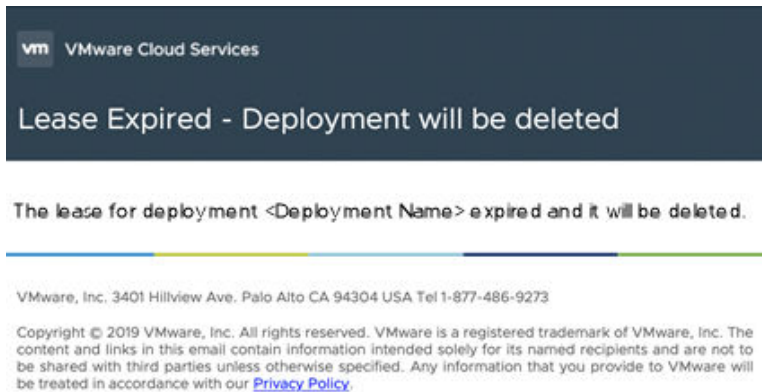 vm VMware Cloud Services
Lease Expired - Deployment will be deleted
The lease for deployment <Deployment Name> expired and it will be deleted.
VMware, Inc. 3401 Hillview Ave. Palo Alto CA 94304 USA Tel 1-877-486-9273
Copyright © 2019 VMware, Inc. All rights reserved. VMware is a registered trademark of VMware, Inc. The
content and links in this email contain information intended solely for its named recipients and are not to
be shared with third parties unless otherwise specified. Any information that you provide to VMware will
be treated in accordance with our Privacy Policy.